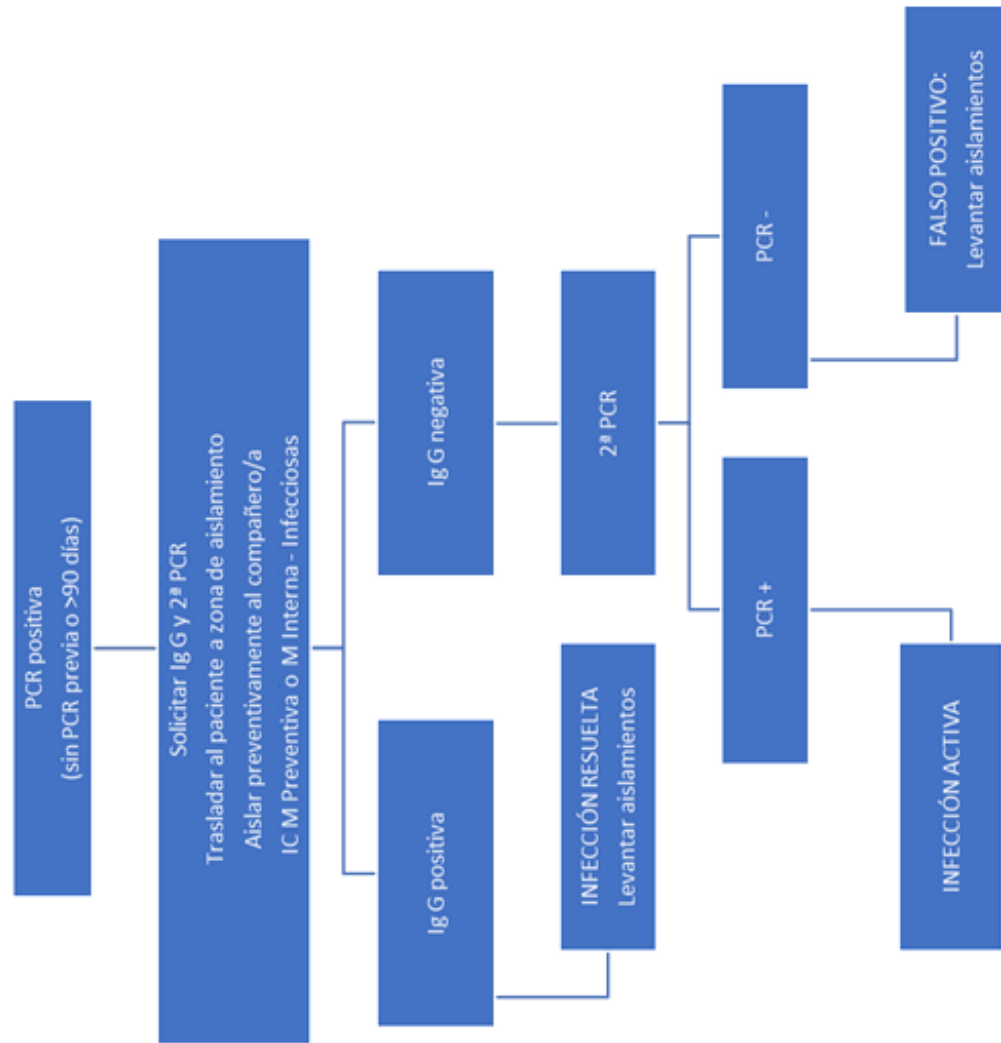 PCR positiva
(sin PCR previa o >90 días)
Solicitar Ig G y 2ª PCR
Trasladar al paciente a zona de aislamiento
Aislar preventivamente al compañero/a
IC M Preventiva o M Interna - Infecciosas
Ig G positiva
Ig G negativa
INFECCIÓN RESUELTA
Levantar aislamientos
2ª PCR
PCR +
PCR -
INFECCIÓN ACTIVA
FALSO POSITIVO:
Levantar aislamientos